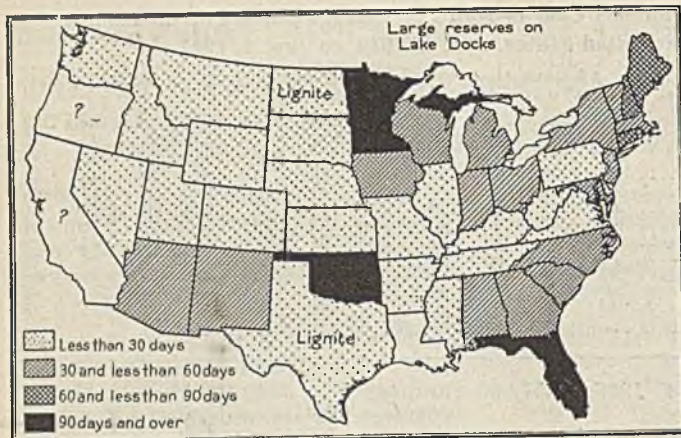 Large reserves on
Lake Docks
Lignite
?
?
Lignite
Less than 30 days
30 and less than 60 days
60 and less than 90 days
90 days and over